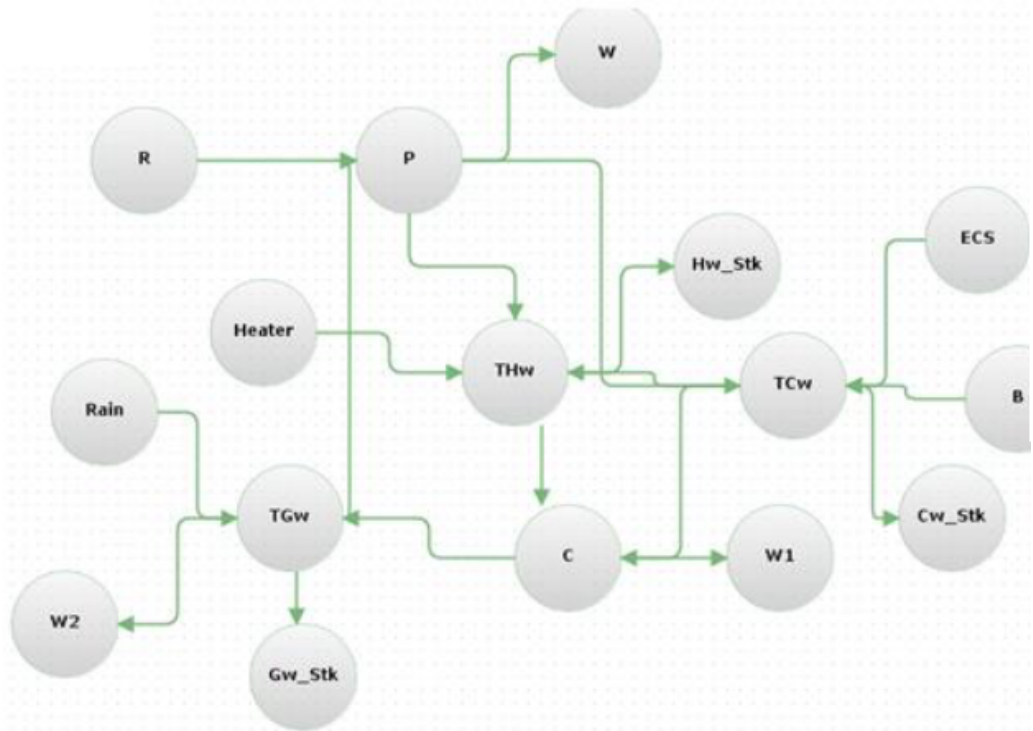 W
R
P
ECS
Hw_Stk
Heater
THw
TCw
B
Rain
Cw_Stk
TGw
C
W1
W2
Gw_Stk